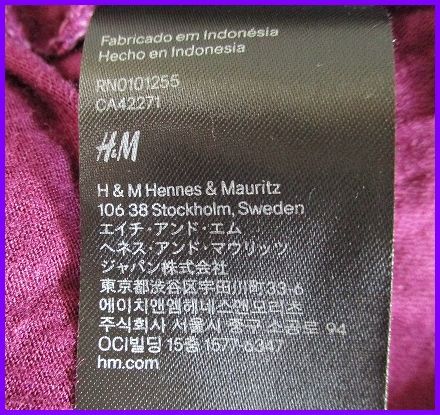 Fabricado em Indonésia
Hecho en Indonesia
RN0101255
CA42271
H&M
H & M Hennes & Mauritz
106 38 Stockholm, Sweden
エイチ・アンド・エム
ヘネス・アンド・マウリッツ
ジャパン株式会社
東京都渋谷区宇田川町33-6
에이치앤엠헤네스앤모리츠
주식회사 서울시 중구 소공로 94
OCI빌딩 15층 1577-6347
hm.com